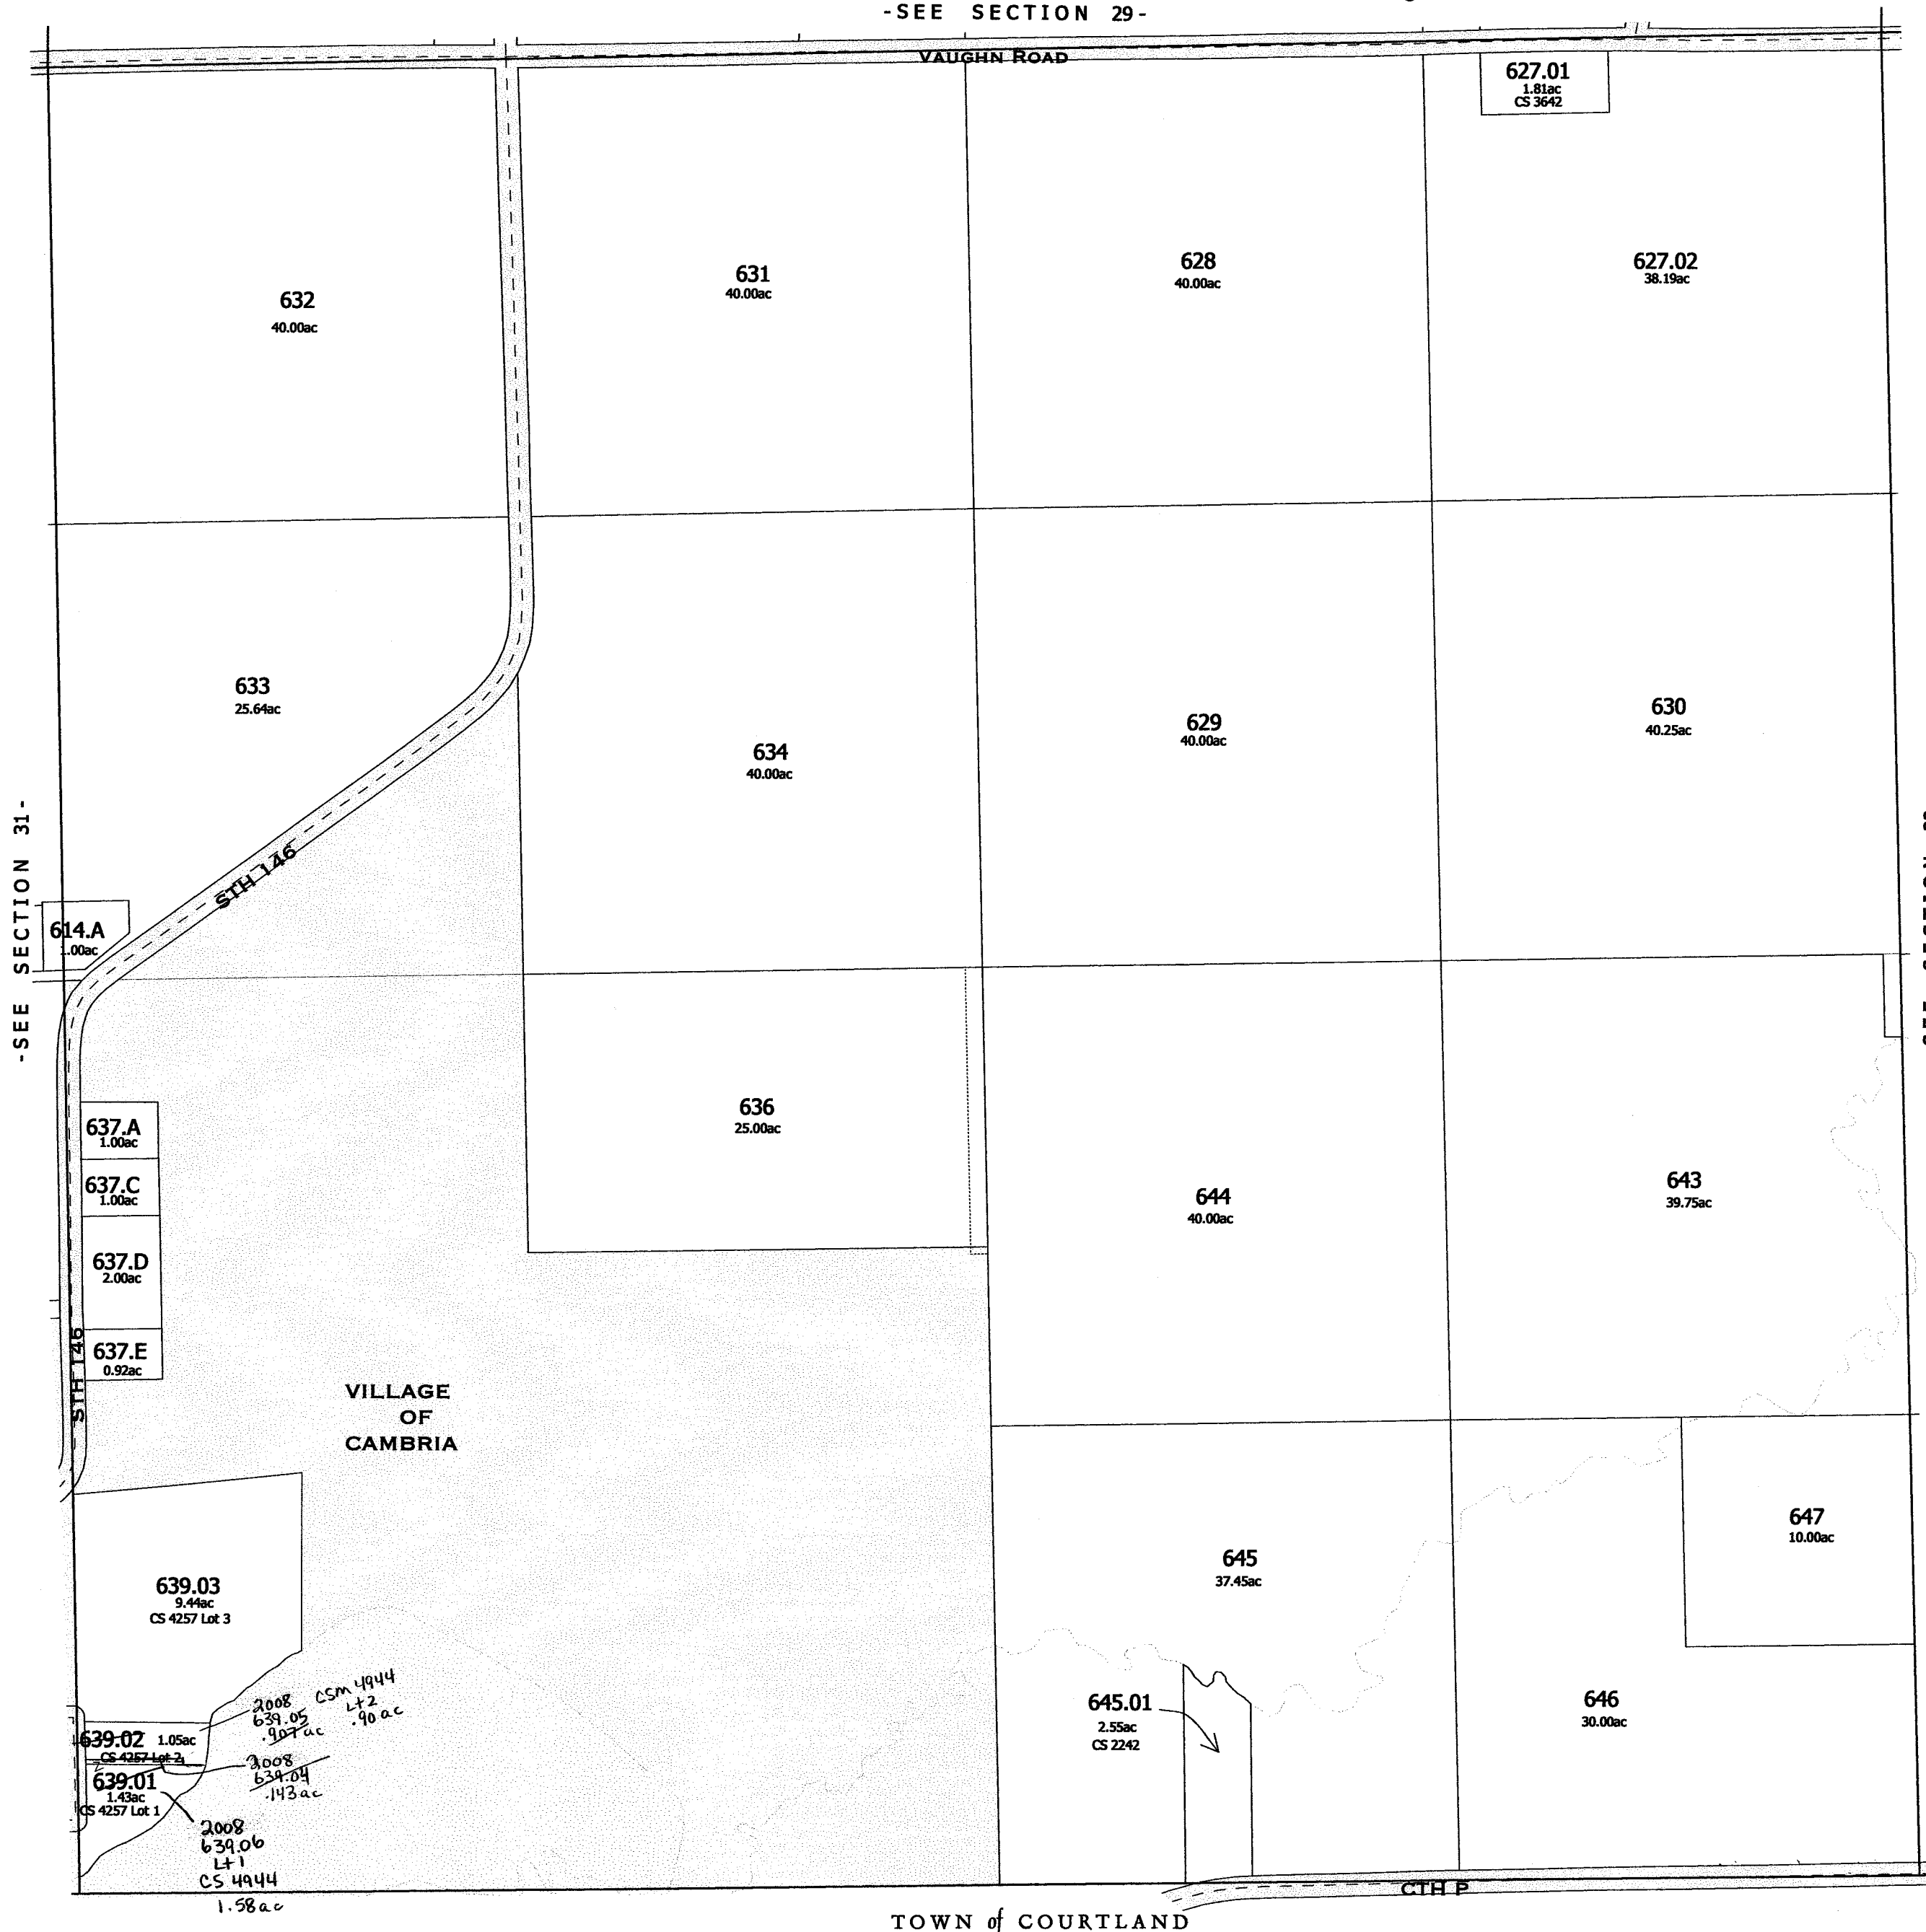 -SEE SECTION 29-
VAUGHN ROAD
627.01
1.81ac
CS 3642
632
40.00ac
631
40.00ac
628
40.00ac
627.02
38.19ac
633
25.64ac
634
40.00ac
629
40.00ac
630
40.25ac
-SEE SECTION 31-
STH 146
614.A
1.00ac
637.A
1.00ac
637.C
1.00ac
637.D
2.00ac
637.E
0.92ac
STH 146
636
25.00ac
644
40.00ac
643
39.75ac
VILLAGE
OF
CAMBRIA
639.03
9.44ac
CS 4257 Lot 3
645
37.45ac
647
10.00ac
645.01
2.55ac
CS 2242
646
30.00ac
2008
639.05
.907 ac
CSM 4944
Lt 2
.90 ac
639.02 1.05ac
CS 4257 Lot 2
2008
639.04
.143 ac
639.01
1.43ac
CS 4257 Lot 1
2008
639.06
Lt 1
CS 4944
1.58 ac
CTH P
TOWN of COURTLAND